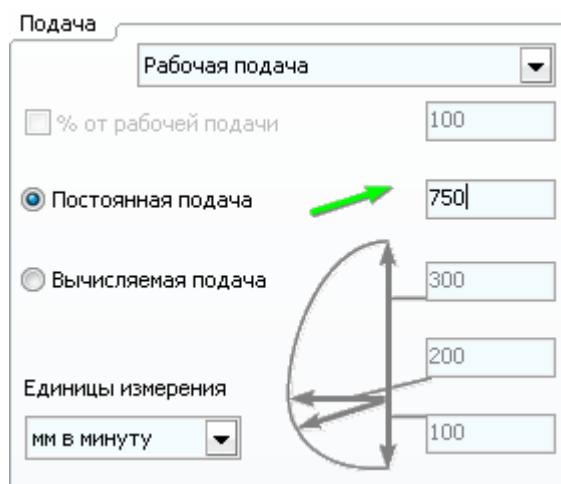 Подача
Рабочая подача
% от рабочей подачи 100
Постоянная подача 750
Вычисляемая подача 300
200
Единицы измерения
мм в минуту 100